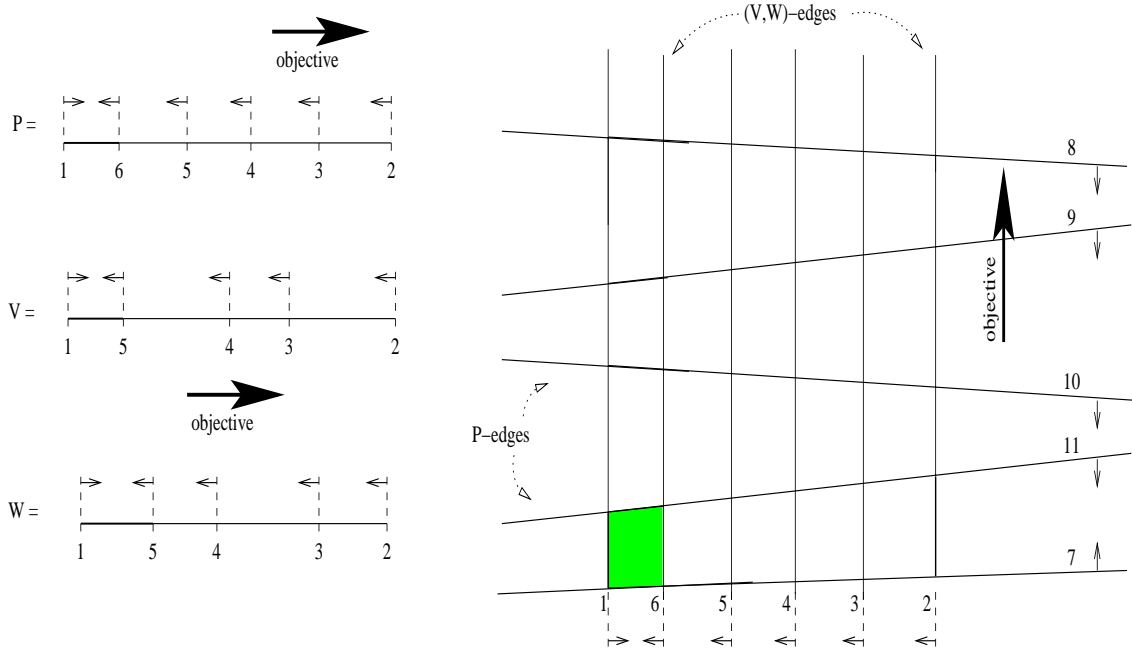 objective
P =
1 6 5 4 3 2
V =
1 5 4 3 2
objective
W =
1 5 4 3 2
(V,W)–edges
8
9
objective
10
P–edges
11
7
1 6 5 4 3 2